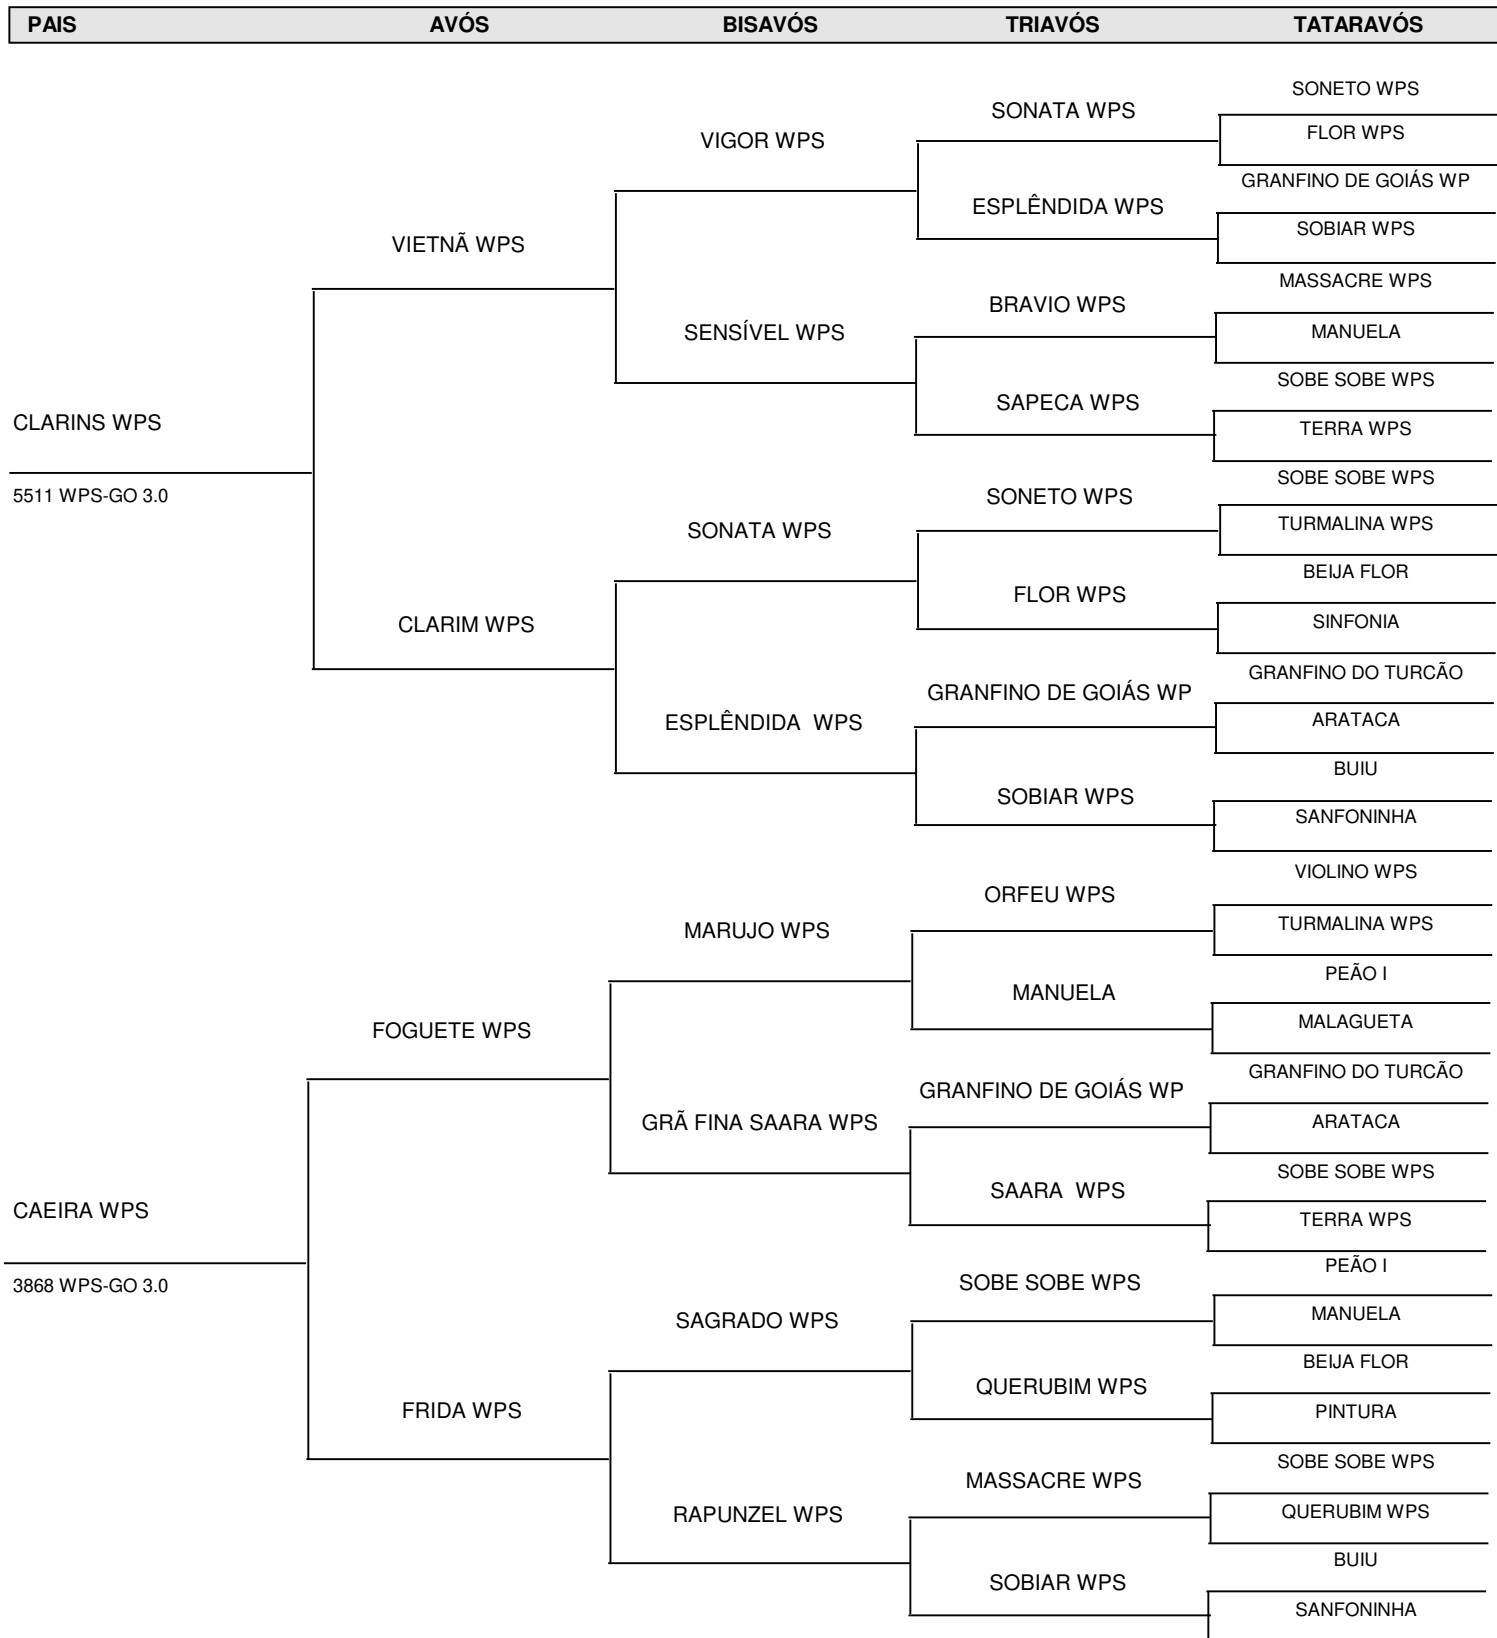 PAIS AVÓS BISAVÓS TRIAVÓS TATARAVÓS
SONETO WPS
SONATA WPS
FLOR WPS
VIGOR WPS
GRANFINO DE GOIÁS WP
ESPLÊNDIDA WPS
SOBIAR WPS
VIETNÃ WPS
MASSACRE WPS
BRAVIO WPS
MANUELA
SENSÍVEL WPS
SOBE SOBE WPS
SAPECA WPS
TERRA WPS
CLARINS WPS
5511 WPS-GO 3.0
SOBE SOBE WPS
SONETO WPS
TURMALINA WPS
SONATA WPS
BEIJA FLOR
FLOR WPS
SINFONIA
CLARIM WPS
GRANFINO DO TURCÃO
GRANFINO DE GOIÁS WP
ARATACA
ESPLÊNDIDA  WPS
BUIU
SOBIAR WPS
SANFONINHA
VIOLINO WPS
ORFEU WPS
TURMALINA WPS
MARUJO WPS
PEÃO I
MANUELA
MALAGUETA
FOGUETE WPS
GRANFINO DO TURCÃO
GRANFINO DE GOIÁS WP
ARATACA
GRÃ FINA SAARA WPS
SOBE SOBE WPS
SAARA  WPS
TERRA WPS
CAEIRA WPS
3868 WPS-GO 3.0
PEÃO I
SOBE SOBE WPS
MANUELA
SAGRADO WPS
BEIJA FLOR
QUERUBIM WPS
PINTURA
FRIDA WPS
SOBE SOBE WPS
MASSACRE WPS
QUERUBIM WPS
RAPUNZEL WPS
BUIU
SOBIAR WPS
SANFONINHA